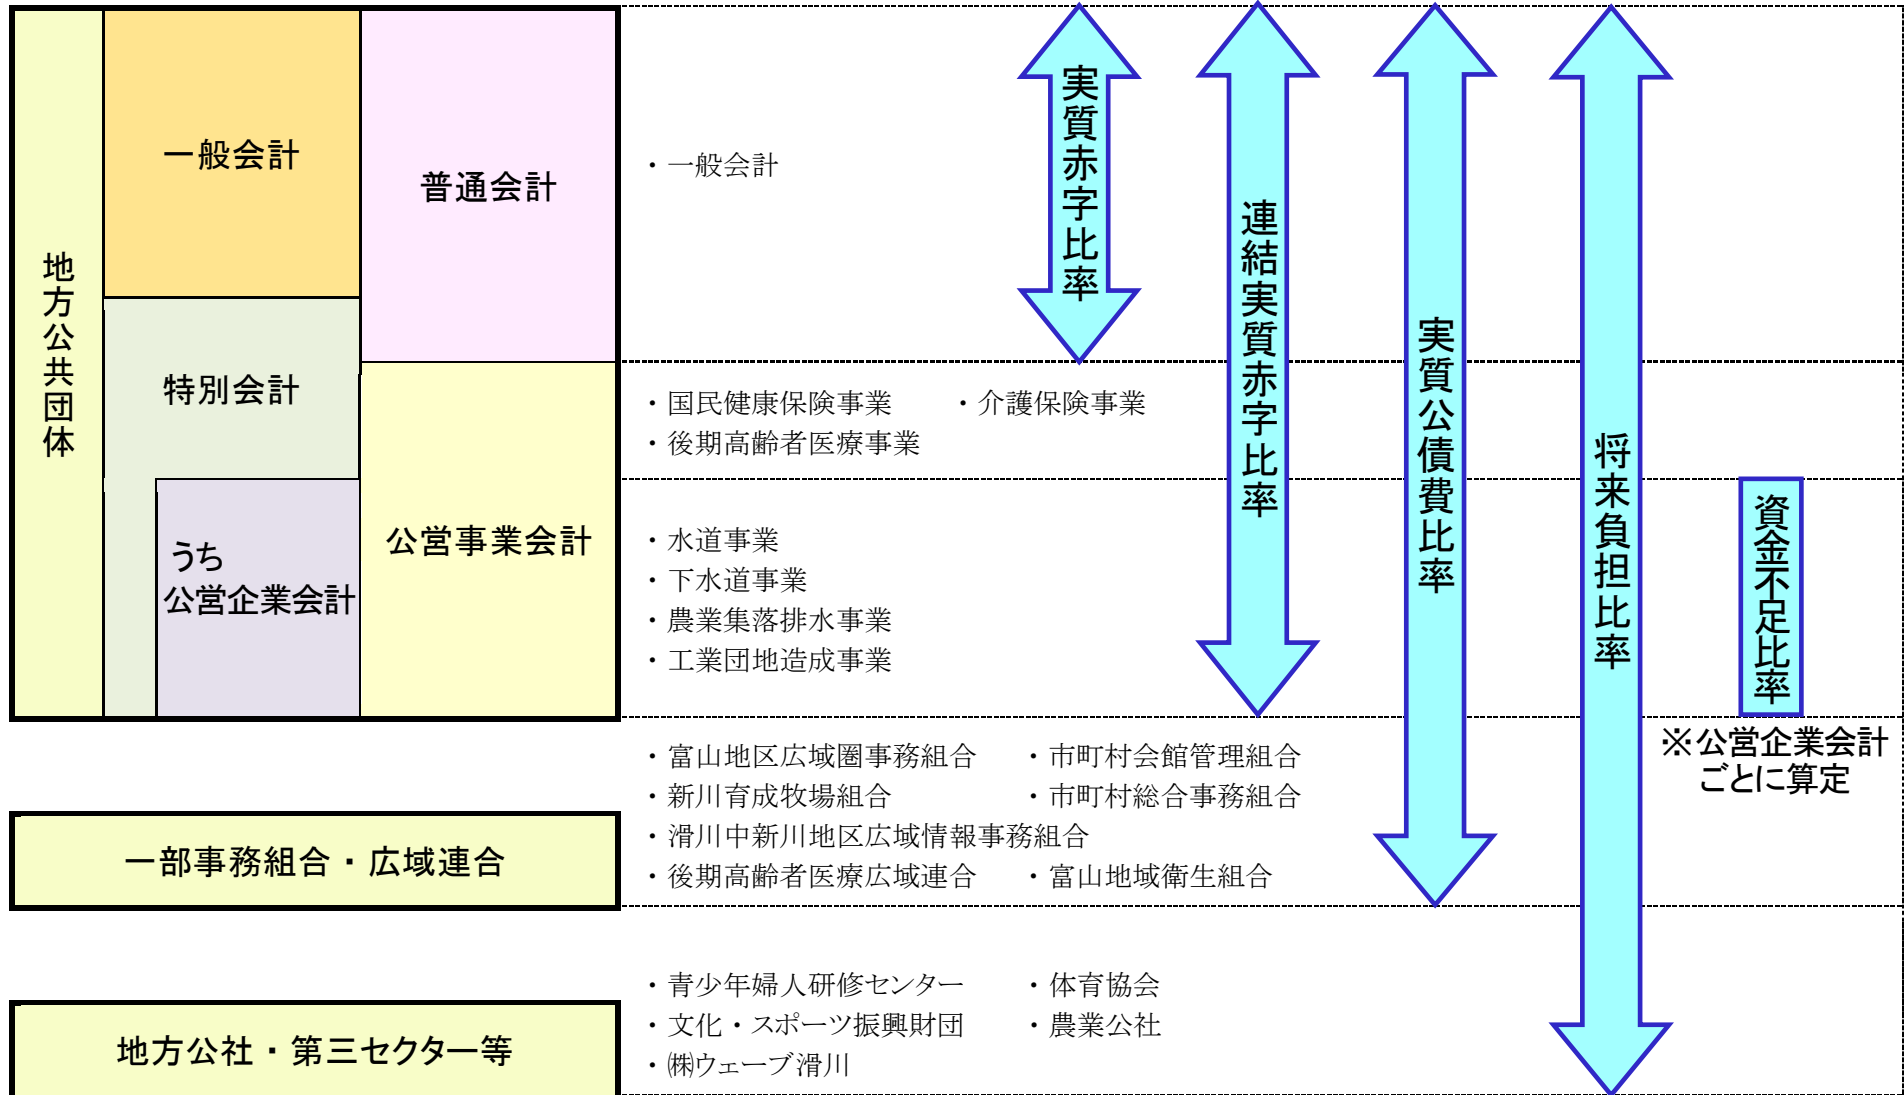 地方公共団体
一般会計
普通会計
特別会計
うち
公営企業会計
公営事業会計
・一般会計
・国民健康保険事業 ・介護保険事業
・後期高齢者医療事業
・水道事業
・下水道事業
・農業集落排水事業
・工業団地造成事業
実質赤字比率
連結実質赤字比率
実質公債費比率
将来負担比率
資金不足比率
※公営企業会計
ごとに算定
一部事務組合・広域連合
・富山地区広域圏事務組合 ・市町村会館管理組合
・新川育成牧場組合 ・市町村総合事務組合
・滑川中新川地区広域情報事務組合
・後期高齢者医療広域連合 ・富山地域衛生組合
地方公社・第三セクター等
・青少年婦人研修センター ・体育協会
・文化・スポーツ振興財団 ・農業公社
・㈱ウェーブ滑川